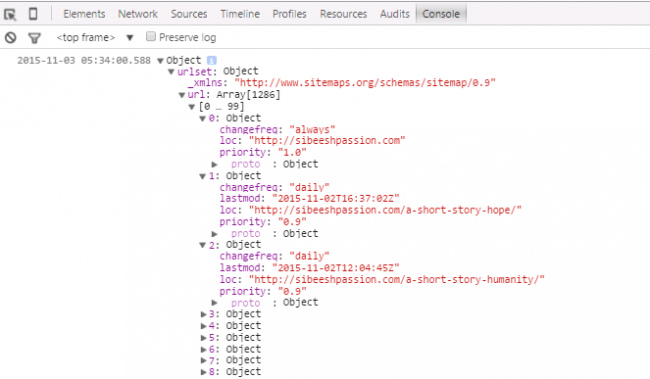 Elements Network Sources Timeline Profiles Resources Audits Console
<top frame> ▼ Preserve log
2015-11-03 05:34:00.588 ▼Object i
▼urlset: Object
_xmlns: "http://www.sitemaps.org/schemas/sitemap/0.9"
▼url: Array[1286]
▼[0 … 99]
▼0: Object
changefreq: "always"
loc: "http://sibeeshpassion.com"
priority: "1.0"
▶ proto : Object
▼1: Object
changefreq: "daily"
lastmod: "2015-11-02T16:37:02Z"
loc: "http://sibeeshpassion.com/a-short-story-hope/"
priority: "0.9"
▶ proto : Object
▼2: Object
changefreq: "daily"
lastmod: "2015-11-02T12:04:45Z"
loc: "http://sibeeshpassion.com/a-short-story-humanity/"
priority: "0.9"
▶ proto : Object
▶3: Object
▶4: Object
▶5: Object
▶6: Object
▶7: Object
▶8: Object